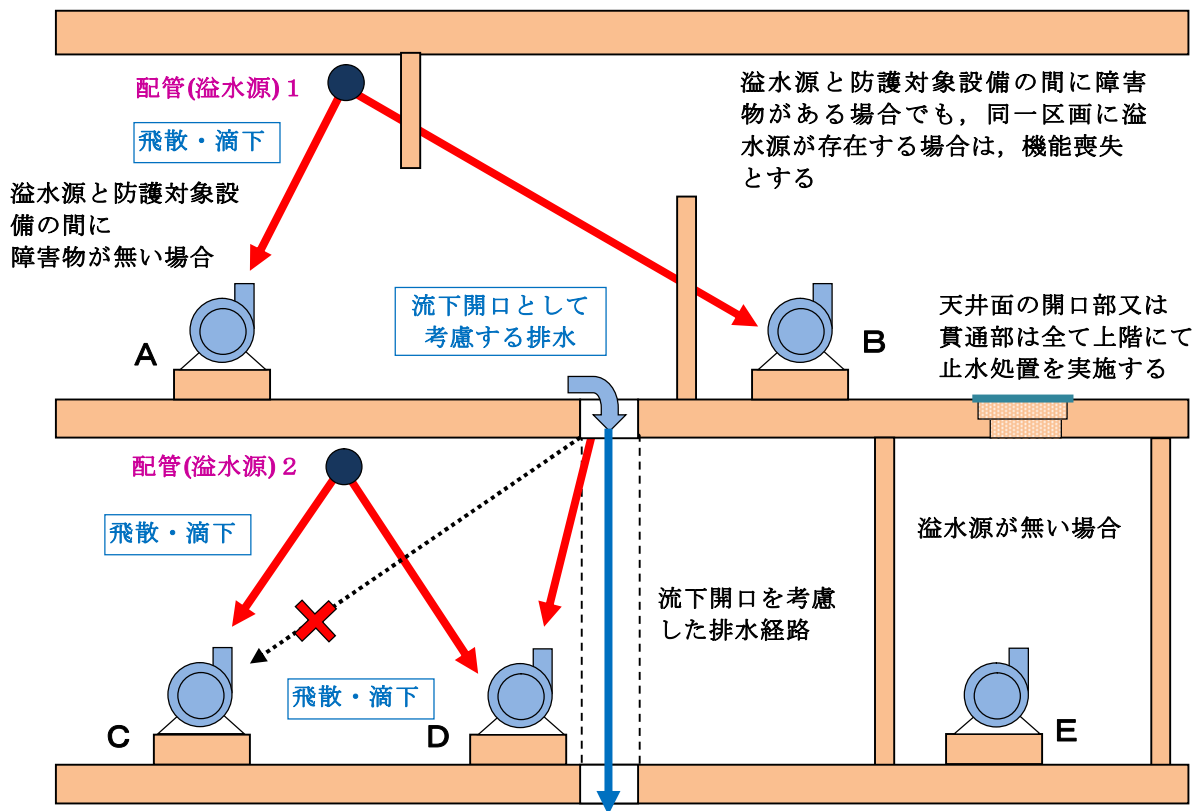 配管(溢水源)１
飛散・滴下
溢水源と防護対象設
備の間に
障害物が無い場合
A
溢水源と防護対象設備の間に障害
物がある場合でも，同一区画に溢
水源が存在する場合は，機能喪失
とする
流下開口として
考慮する排水
B
天井面の開口部又は
貫通部は全て上階にて
止水処置を実施する
配管(溢水源)２
飛散・滴下
C
飛散・滴下
D
流下開口を考慮
した排水経路
溢水源が無い場合
E